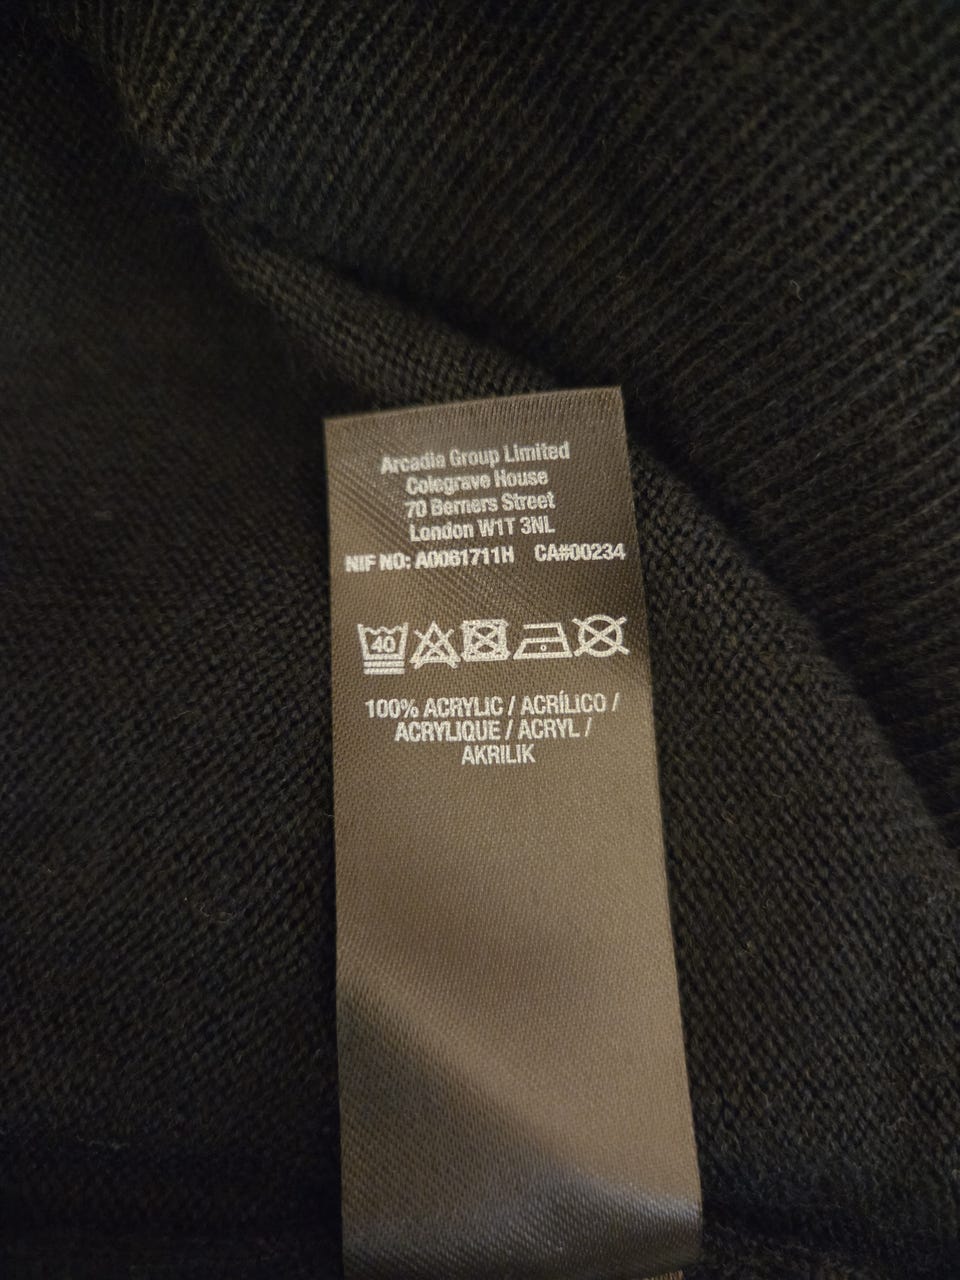 Arcadia Group Limited
Colegrave House
70 Berners Street
London W1T 3NL
NIF NO: A0061711H CA#00234
40
100% ACRYLIC / ACRÍLICO /
ACRYLIQUE / ACRYL /
AKRILIK